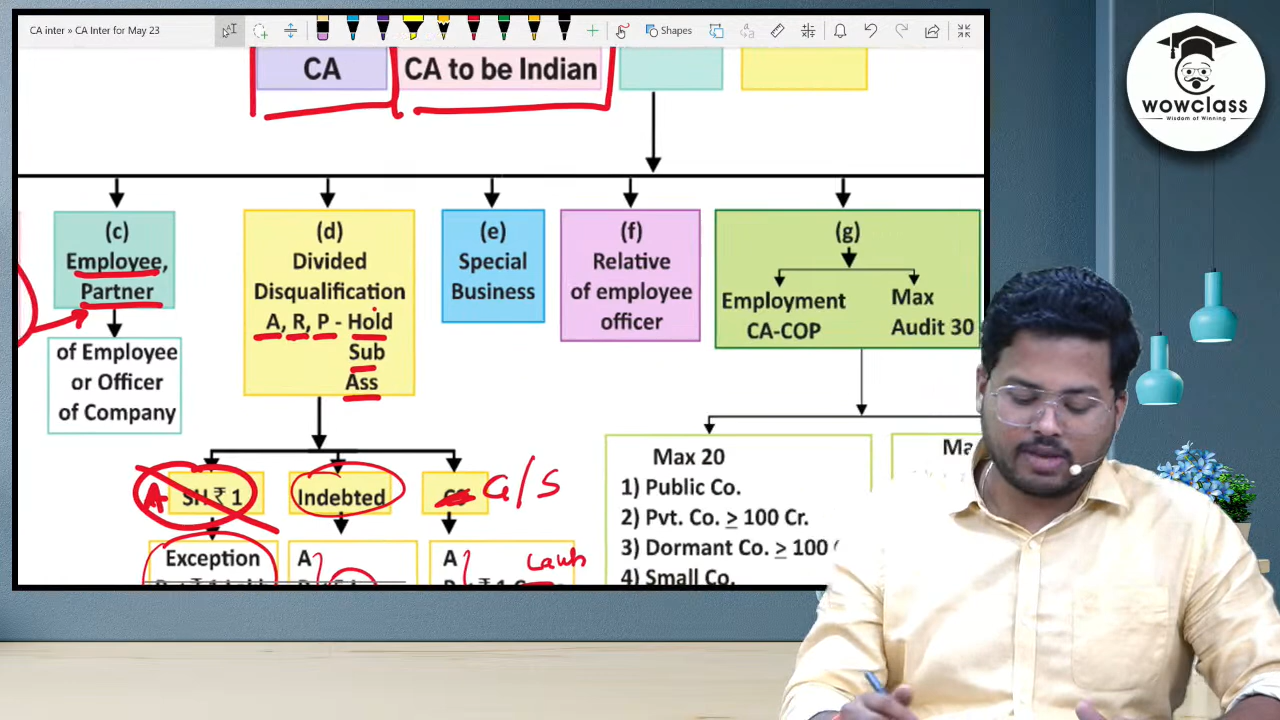 CA inter » CA Inter for May 23
Shapes
wowclass
Wisdom of Winning
CA
CA to be Indian
(c)
Employee,
Partner
of Employee
or Officer
of Company
(d)
Divided
Disqualification
A, R, P - Hold
Sub
Ass
(e)
Special
Business
(f)
Relative
of employee
officer
(g)
Employment
CA-COP
Max
Audit 30
A SH ₹ 1
Indebted
G/S
Exception
A
A
Max 20
1) Public Co.
2) Pvt. Co. ≥ 100 Cr.
3) Dormant Co. ≥ 100
4) Small Co.